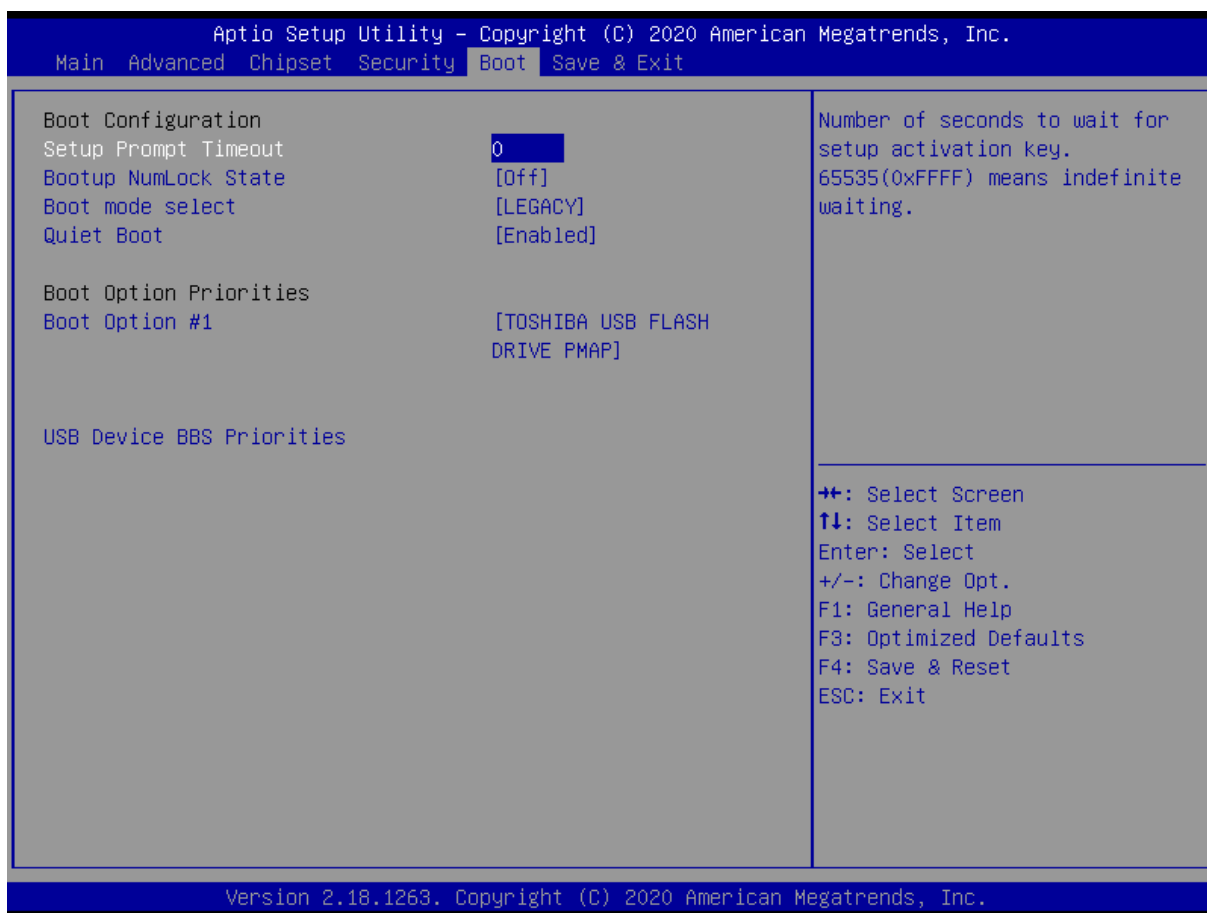 Aptio Setup Utility – Copyright (C) 2020 American Megatrends, Inc.
Main Advanced Chipset Security Boot Save & Exit
Boot Configuration
Setup Prompt Timeout 0
Bootup NumLock State [Off]
Boot mode select [LEGACY]
Quiet Boot [Enabled]
Boot Option Priorities
Boot Option #1 [TOSHIBA USB FLASH
DRIVE PMAP]
USB Device BBS Priorities
Number of seconds to wait for
setup activation key.
65535(0xFFFF) means indefinite
waiting.
→←: Select Screen
↑↓: Select Item
Enter: Select
+/-: Change Opt.
F1: General Help
F3: Optimized Defaults
F4: Save & Reset
ESC: Exit
Version 2.18.1263. Copyright (C) 2020 American Megatrends, Inc.